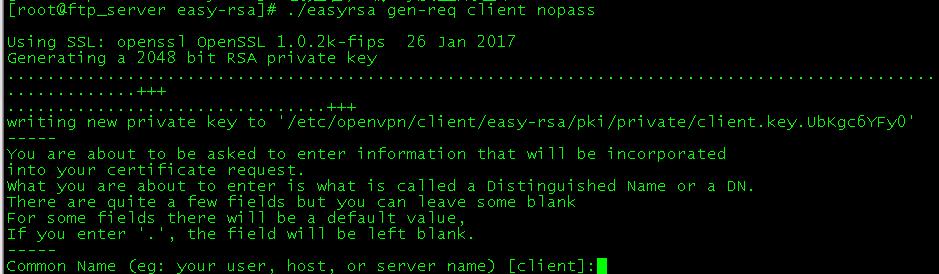 [root@ftp_server easy-rsa]# ./easyrsa gen-req client nopass
Using SSL: openssl OpenSSL 1.0.2k-fips  26 Jan 2017
Generating a 2048 bit RSA private key
....................................................................................................
.............+++
...............................+++
writing new private key to '/etc/openvpn/client/easy-rsa/pki/private/client.key.UbKgc6YFy0'
-----
You are about to be asked to enter information that will be incorporated
into your certificate request.
What you are about to enter is what is called a Distinguished Name or a DN.
There are quite a few fields but you can leave some blank
For some fields there will be a default value,
If you enter '.', the field will be left blank.
-----
Common Name (eg: your user, host, or server name) [client]: